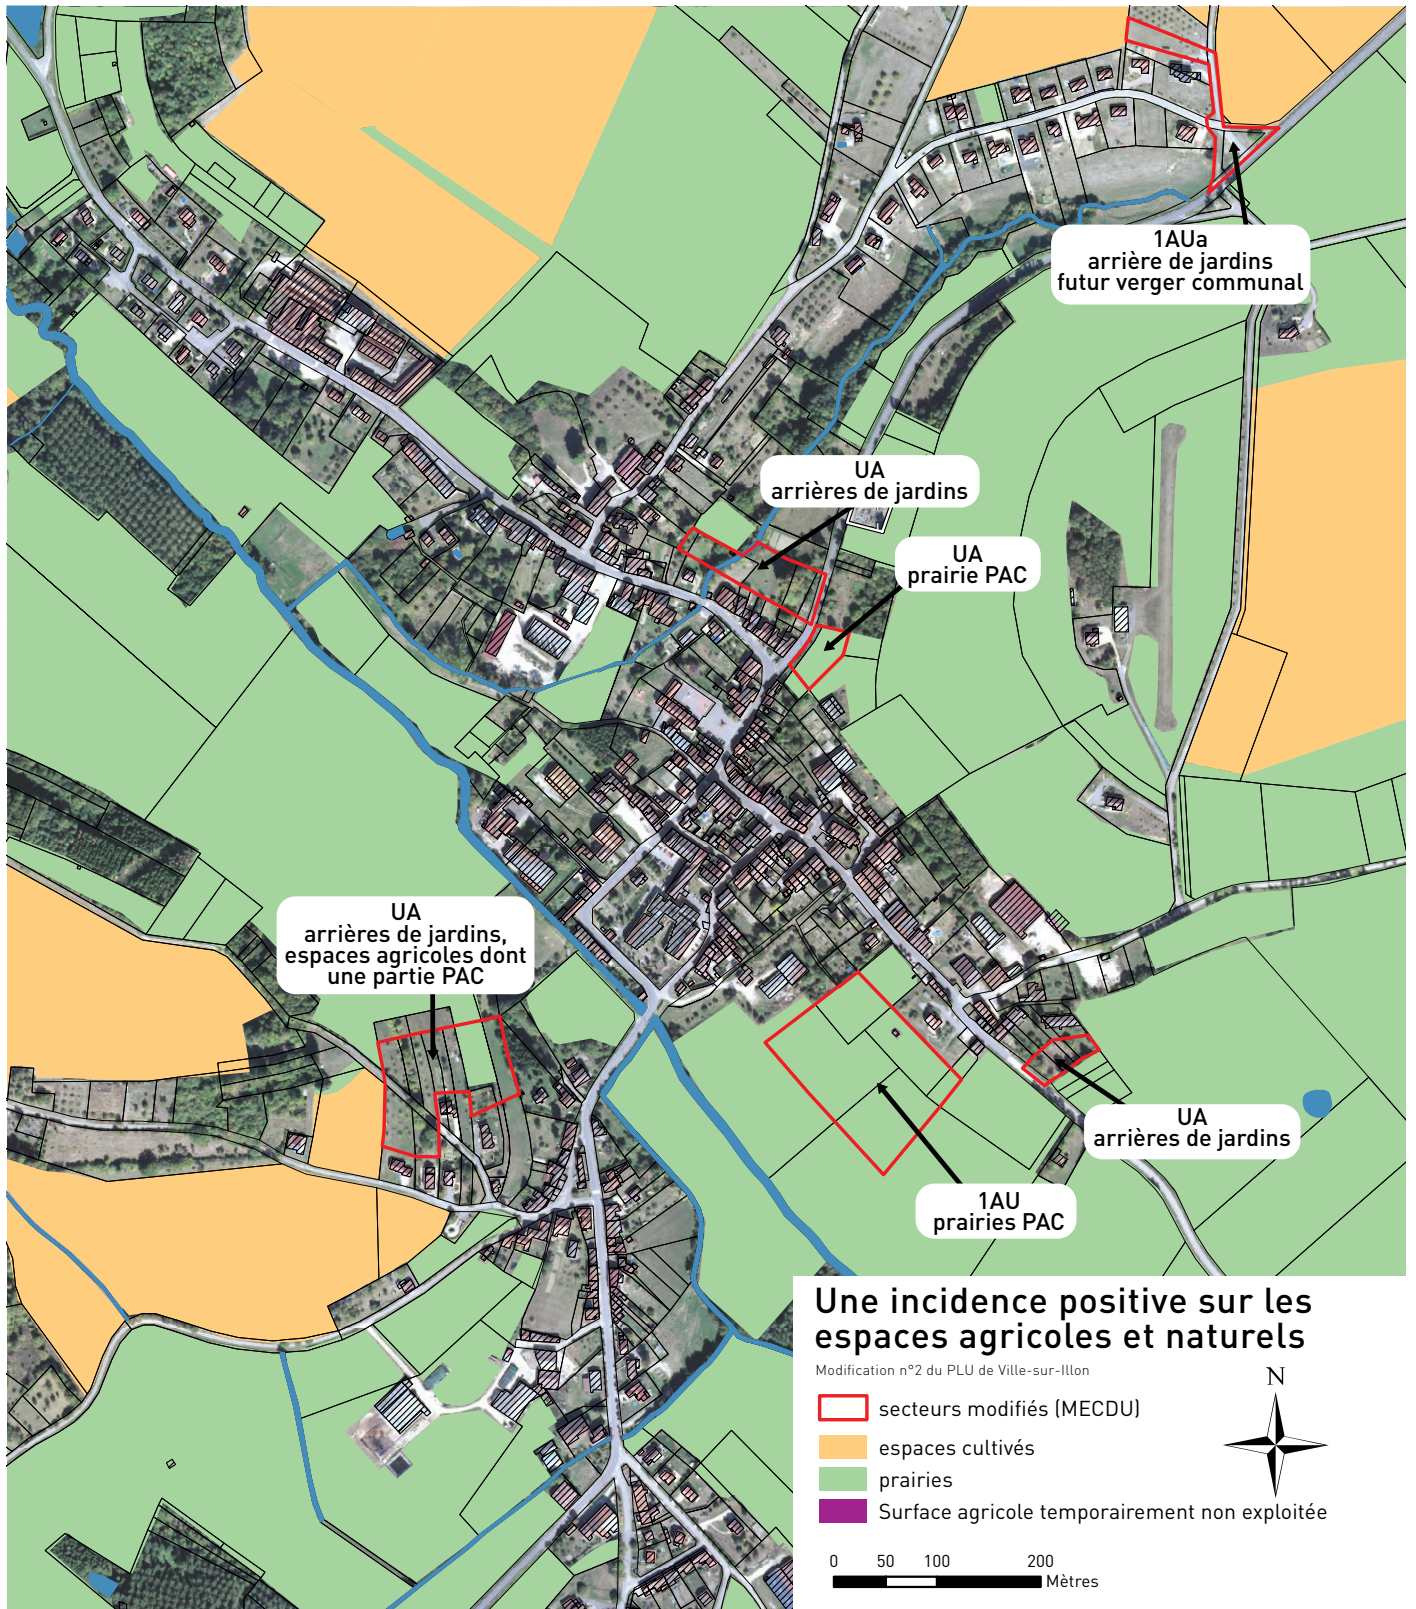 1AUa
arrière de jardins
futur verger communal
UA
arrières de jardins
UA
prairie PAC
UA
arrières de jardins,
espaces agricoles dont
une partie PAC
UA
arrières de jardins
1AU
prairies PAC
Une incidence positive sur les
espaces agricoles et naturels
Modification n°2 du PLU de Ville-sur-Illon
N
secteurs modifiés (MECDU)
espaces cultivés
prairies
Surface agricole temporairement non exploitée
0 50 100 200
Mètres